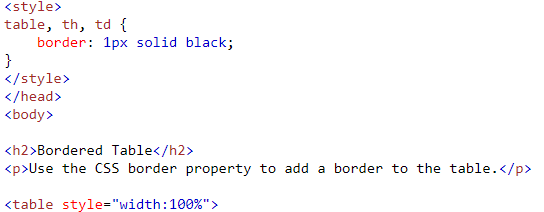 <style>
table, th, td {
    border: 1px solid black;
}
</style>
</head>
<body>
<h2>Bordered Table</h2>
<p>Use the CSS border property to add a border to the table.</p>
<table style="width:100%">